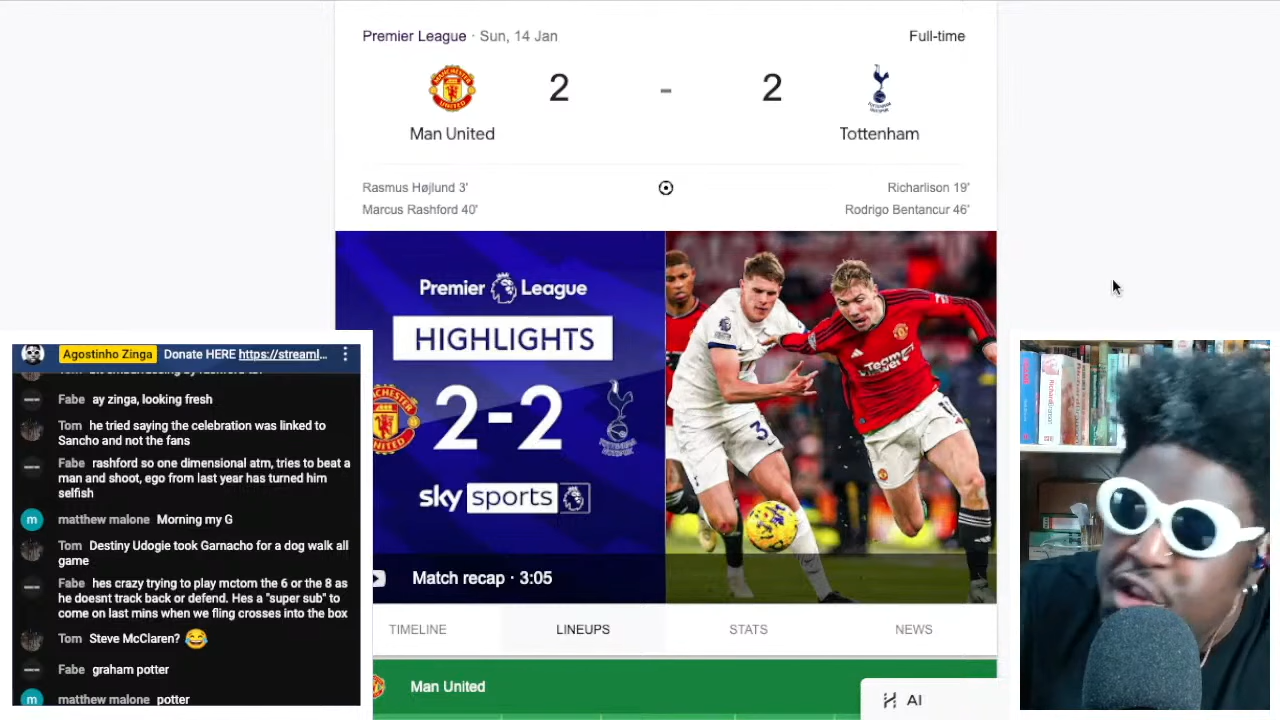 Premier League · Sun, 14 Jan
Full-time
2 - 2
Man United
Tottenham
Rasmus Højlund 3'
Richarlison 19'
Marcus Rashford 40'
Rodrigo Bentancur 46'
Premier League
HIGHLIGHTS
2-2
sky sports
TeamViewer
Match recap · 3:05
TIMELINE
LINEUPS
STATS
NEWS
Man United
AI
Agostinho Zinga Donate HERE https://streaml...
Fabe ay zinga, looking fresh
Tom he tried saying the celebration was linked to
Sancho and not the fans
Fabe rashford so one dimensional atm, tries to beat a
man and shoot, ego from last year has turned him
selfish
m matthew malone Morning my G
Tom Destiny Udogie took Garnacho for a dog walk all
game
Fabe hes crazy trying to play mctom the 6 or the 8 as
he doesnt track back or defend. Hes a "super sub" to
come on last mins when we fling crosses into the box
Tom Steve McClaren? 😂
Fabe graham potter
m matthew malone potter